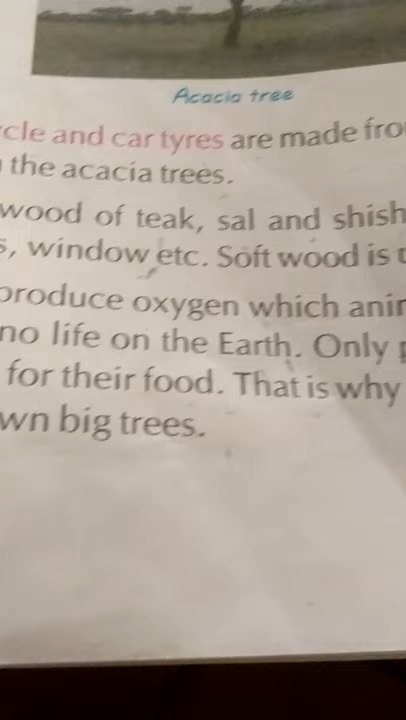 Acacia tree
cle and car tyres are made fro
the acacia trees.
wood of teak, sal and shish
s, window etc. Soft wood is
produce oxygen which anir
no life on the Earth. Only
for their food. That is why
wn big trees.